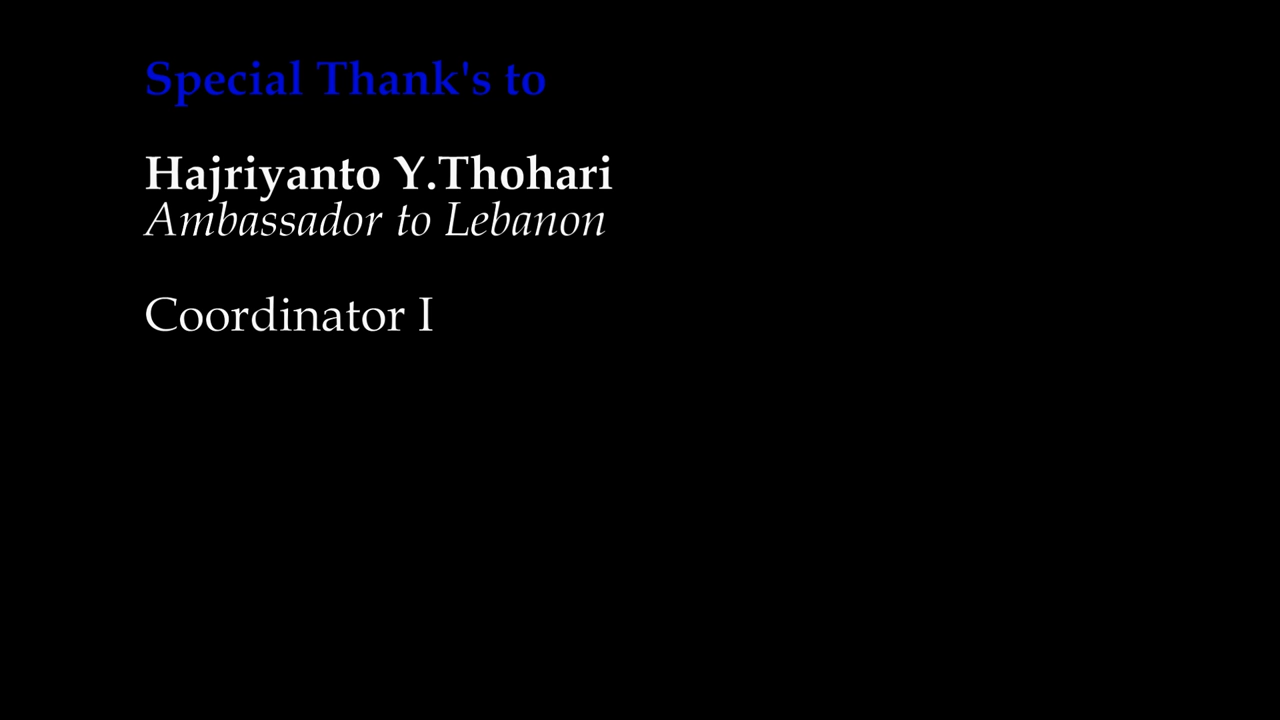 Special Thank's to
Hajriyanto Y.Thohari
Ambassador to Lebanon
Coordinator I